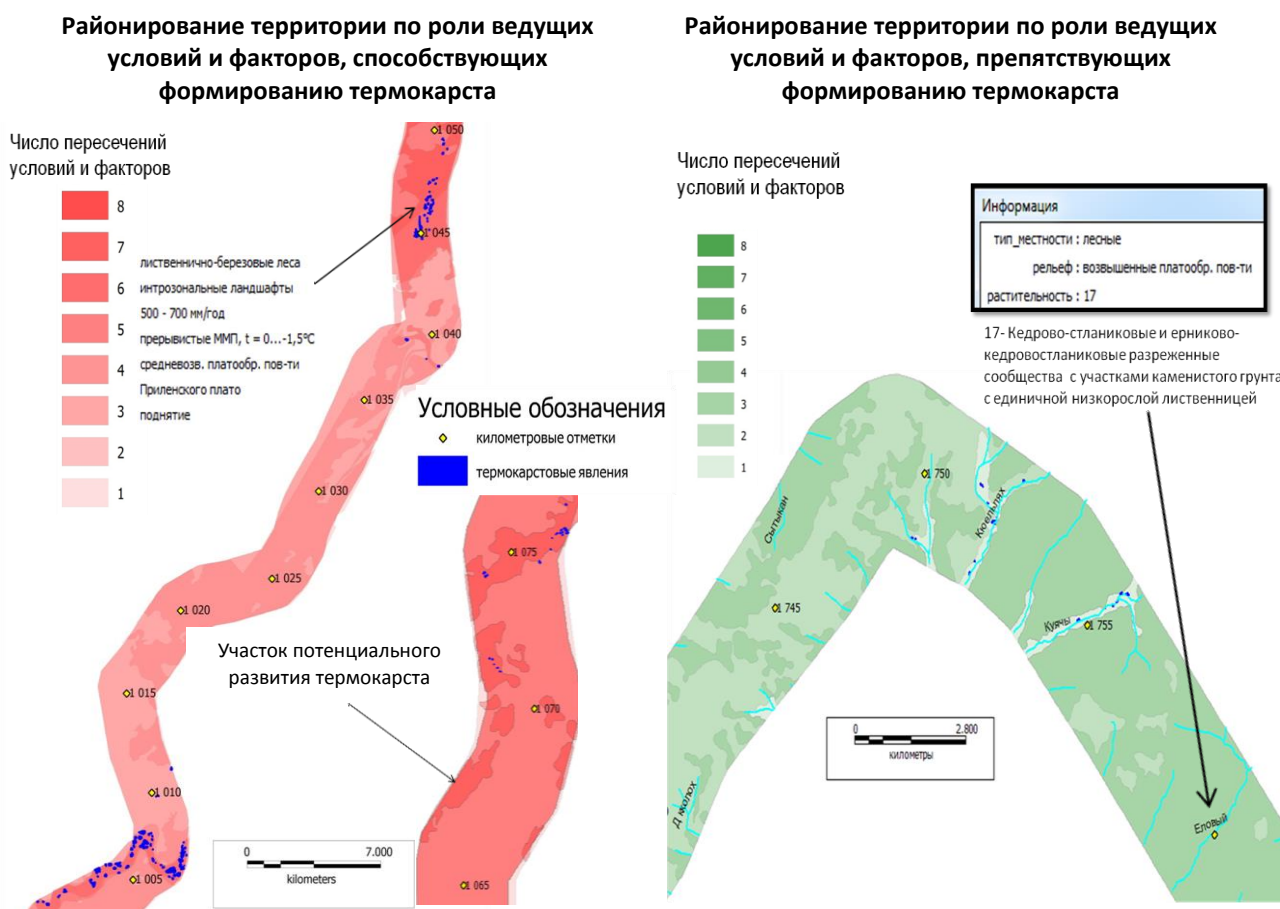 Районирование территории по роли ведущих
условий и факторов, способствующих
формированию термокарста
Число пересечений
условий и факторов
8
7
6
5
4
3
2
1
лиственнично-березовые леса
интрозональные ландшафты
500 - 700 мм/год
прерывистые ММП, t = 0...-1,5°C
средневозв. платообр. пов-ти
Приленского плато
поднятие
1 050
1 045
1 040
1 035
1 030
1 025
1 020
1 015
1 010
1 005
Условные обозначения
километровые отметки
термокарстовые явления
Участок потенциального
развития термокарста
1 075
1 070
1 065
0 7.000
kilometers
Районирование территории по роли ведущих
условий и факторов, препятствующих
формированию термокарста
Число пересечений
условий и факторов
8
7
6
5
4
3
2
1
Информация
тип_местности : лесные
рельеф : возвышенные платообр. пов-ти
растительность : 17
17- Кедрово-стланиковые и ерниково-
кедровостланиковые разреженные
сообщества с участками каменистого грунта
с единичной низкорослой лиственницей
1 750
Сытыкан
Кюельлях
1 745
Куячы
1 755
0 2.800
километры
Еловый